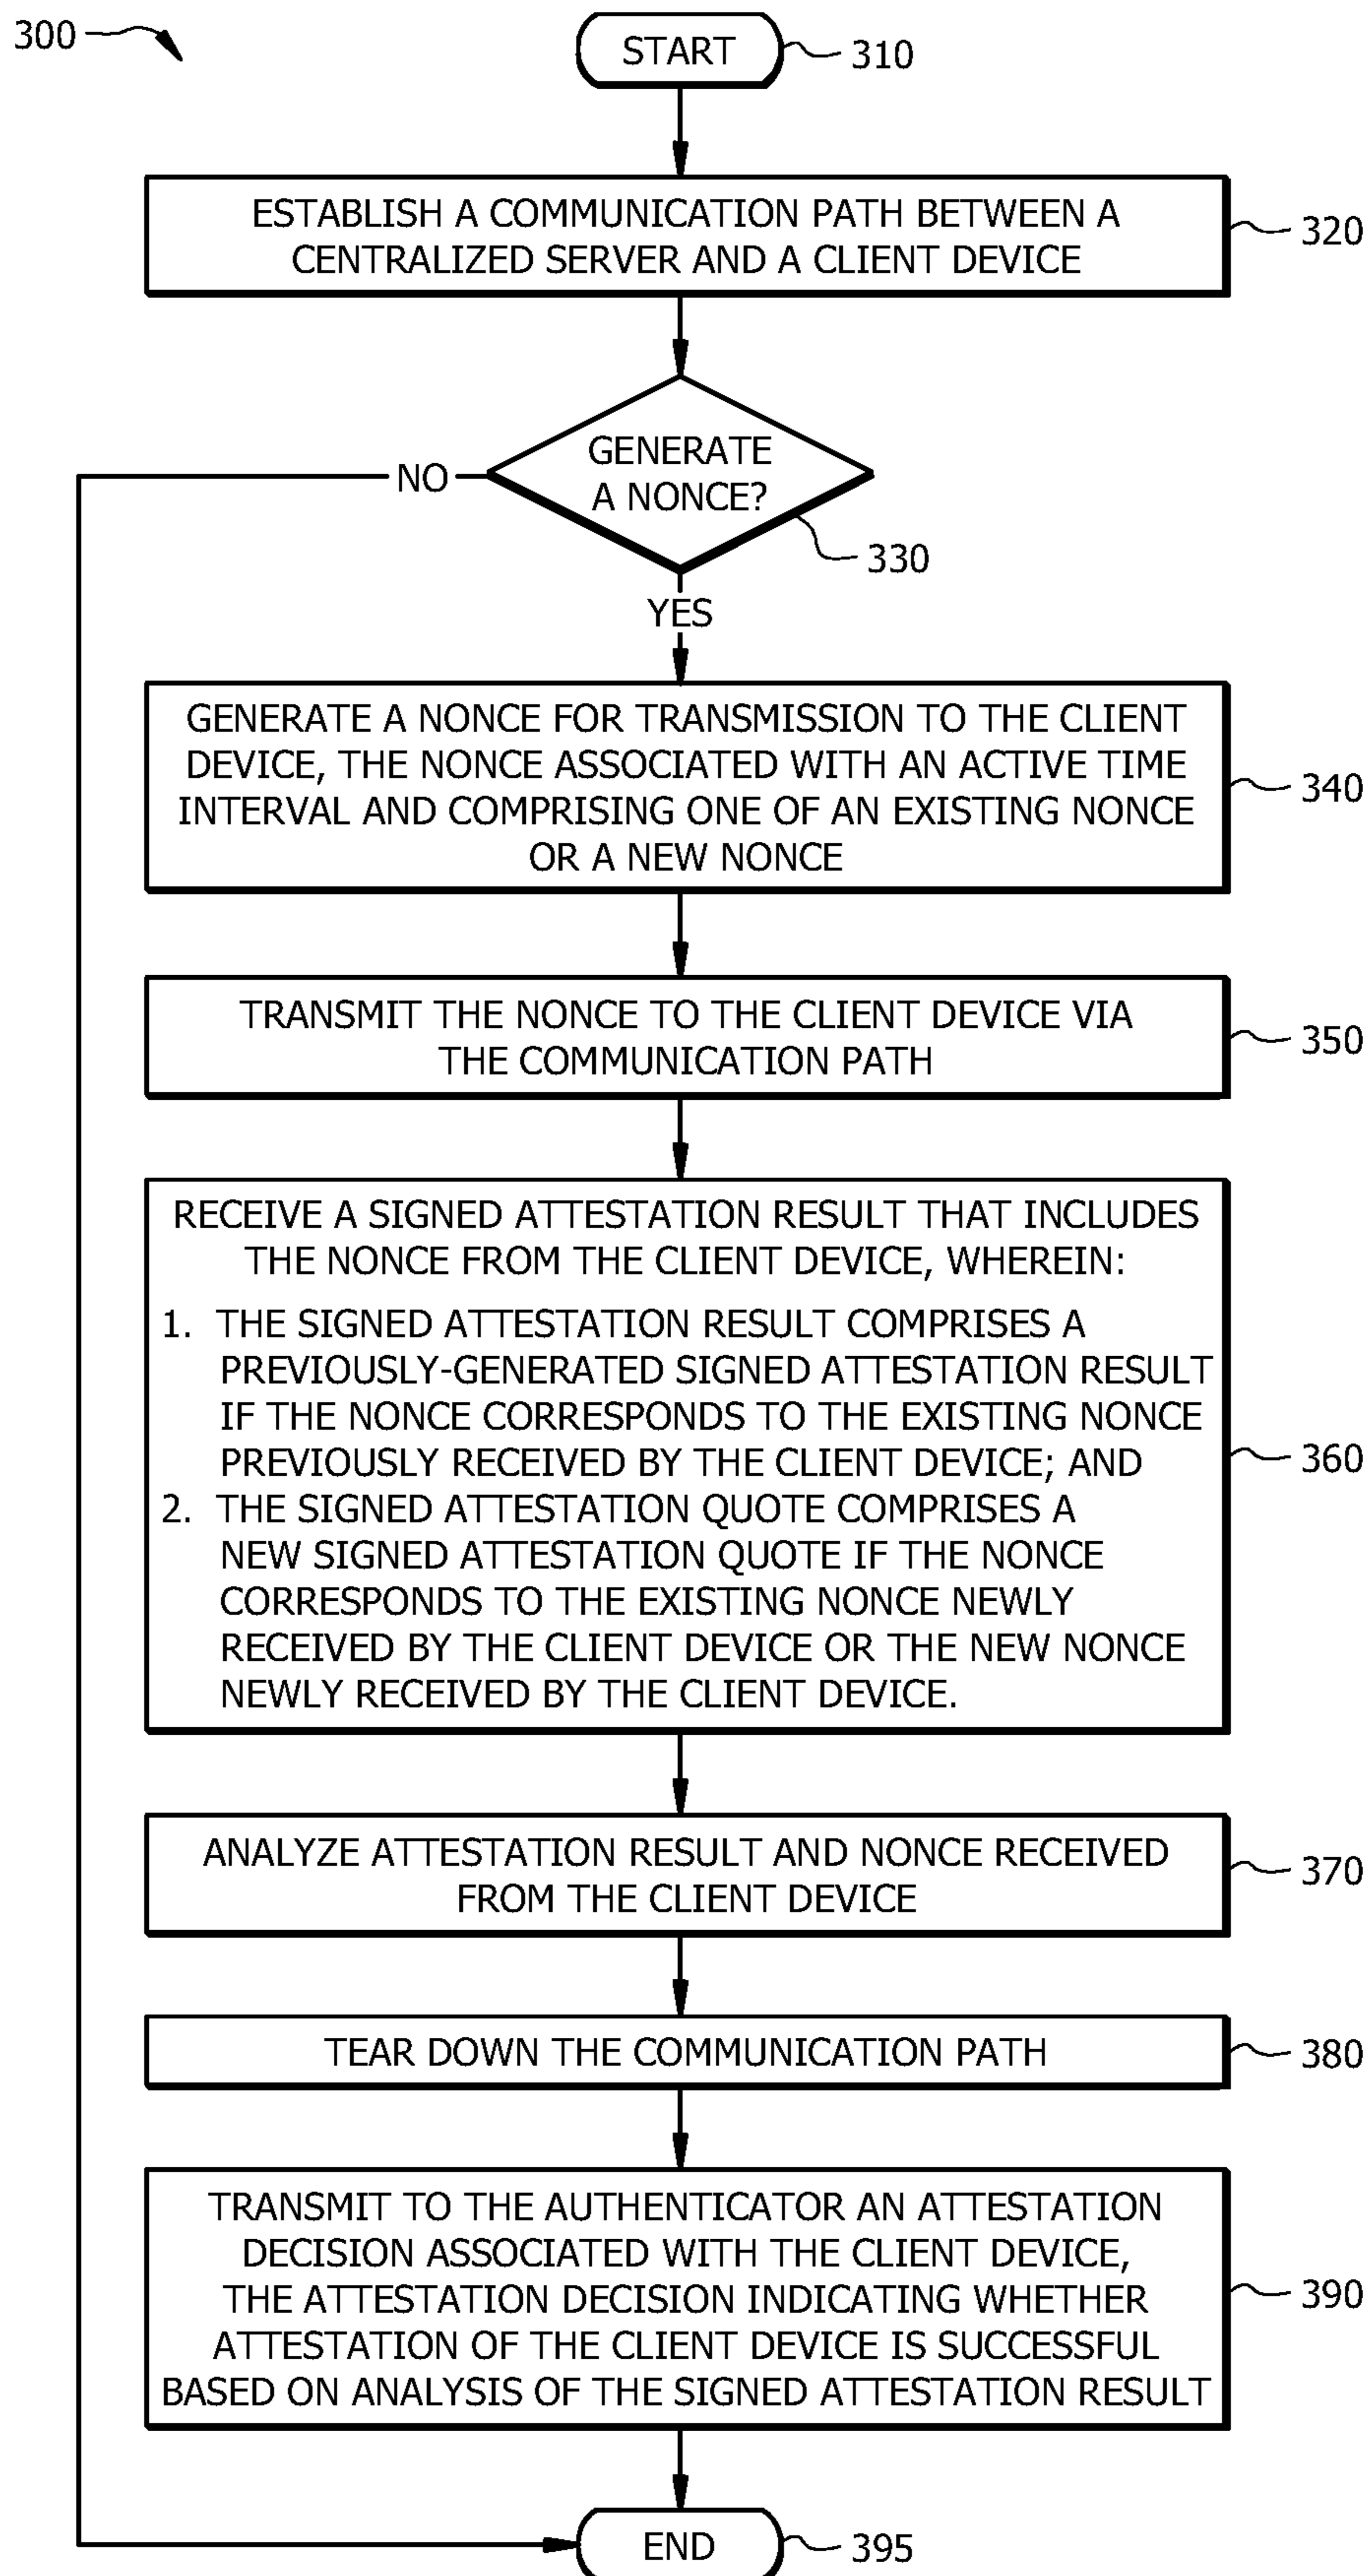 300
START
310
ESTABLISH A COMMUNICATION PATH BETWEEN A
CENTRALIZED SERVER AND A CLIENT DEVICE
320
GENERATE
A NONCE?
NO
330
YES
GENERATE A NONCE FOR TRANSMISSION TO THE CLIENT
DEVICE, THE NONCE ASSOCIATED WITH AN ACTIVE TIME
INTERVAL AND COMPRISING ONE OF AN EXISTING NONCE
OR A NEW NONCE
340
TRANSMIT THE NONCE TO THE CLIENT DEVICE VIA
THE COMMUNICATION PATH
350
RECEIVE A SIGNED ATTESTATION RESULT THAT INCLUDES
THE NONCE FROM THE CLIENT DEVICE, WHEREIN:
1. THE SIGNED ATTESTATION RESULT COMPRISES A
PREVIOUSLY-GENERATED SIGNED ATTESTATION RESULT
IF THE NONCE CORRESPONDS TO THE EXISTING NONCE
PREVIOUSLY RECEIVED BY THE CLIENT DEVICE; AND
2. THE SIGNED ATTESTATION QUOTE COMPRISES A
NEW SIGNED ATTESTATION QUOTE IF THE NONCE
CORRESPONDS TO THE EXISTING NONCE NEWLY
RECEIVED BY THE CLIENT DEVICE OR THE NEW NONCE
NEWLY RECEIVED BY THE CLIENT DEVICE.
360
ANALYZE ATTESTATION RESULT AND NONCE RECEIVED
FROM THE CLIENT DEVICE
370
TEAR DOWN THE COMMUNICATION PATH
380
TRANSMIT TO THE AUTHENTICATOR AN ATTESTATION
DECISION ASSOCIATED WITH THE CLIENT DEVICE,
THE ATTESTATION DECISION INDICATING WHETHER
ATTESTATION OF THE CLIENT DEVICE IS SUCCESSFUL
BASED ON ANALYSIS OF THE SIGNED ATTESTATION RESULT
390
END
395